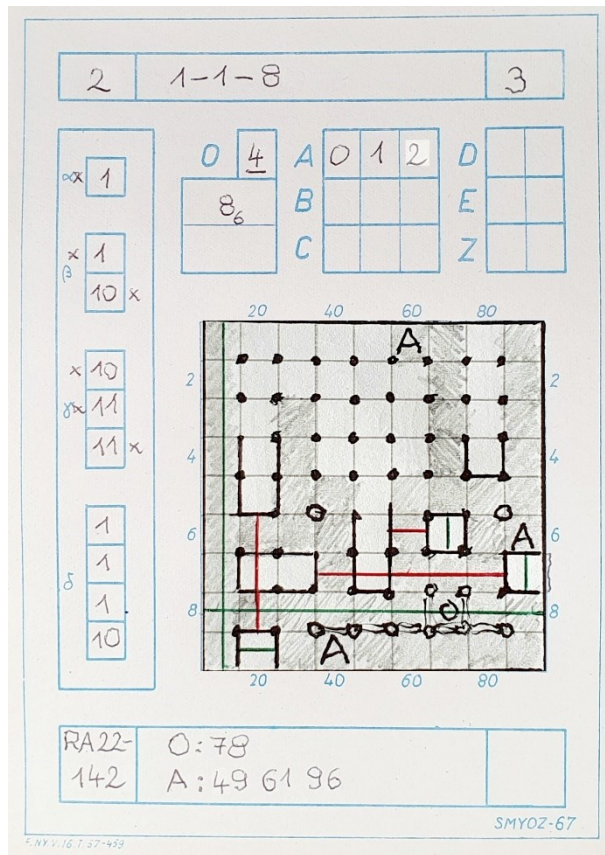 2 1-1-8 3
α× 1
O 4 A 0 1 2 D
8₆ B E
C Z
× 1
β 10 ×
× 10
γ× 11
11 ×
δ 1
1
1
10
20 40 60 80
A
2 2
4 4
6 A 6
8 O 8
A
20 40 60 80
RA22- O: 78
142 A: 49 61 96
SMYOZ-67